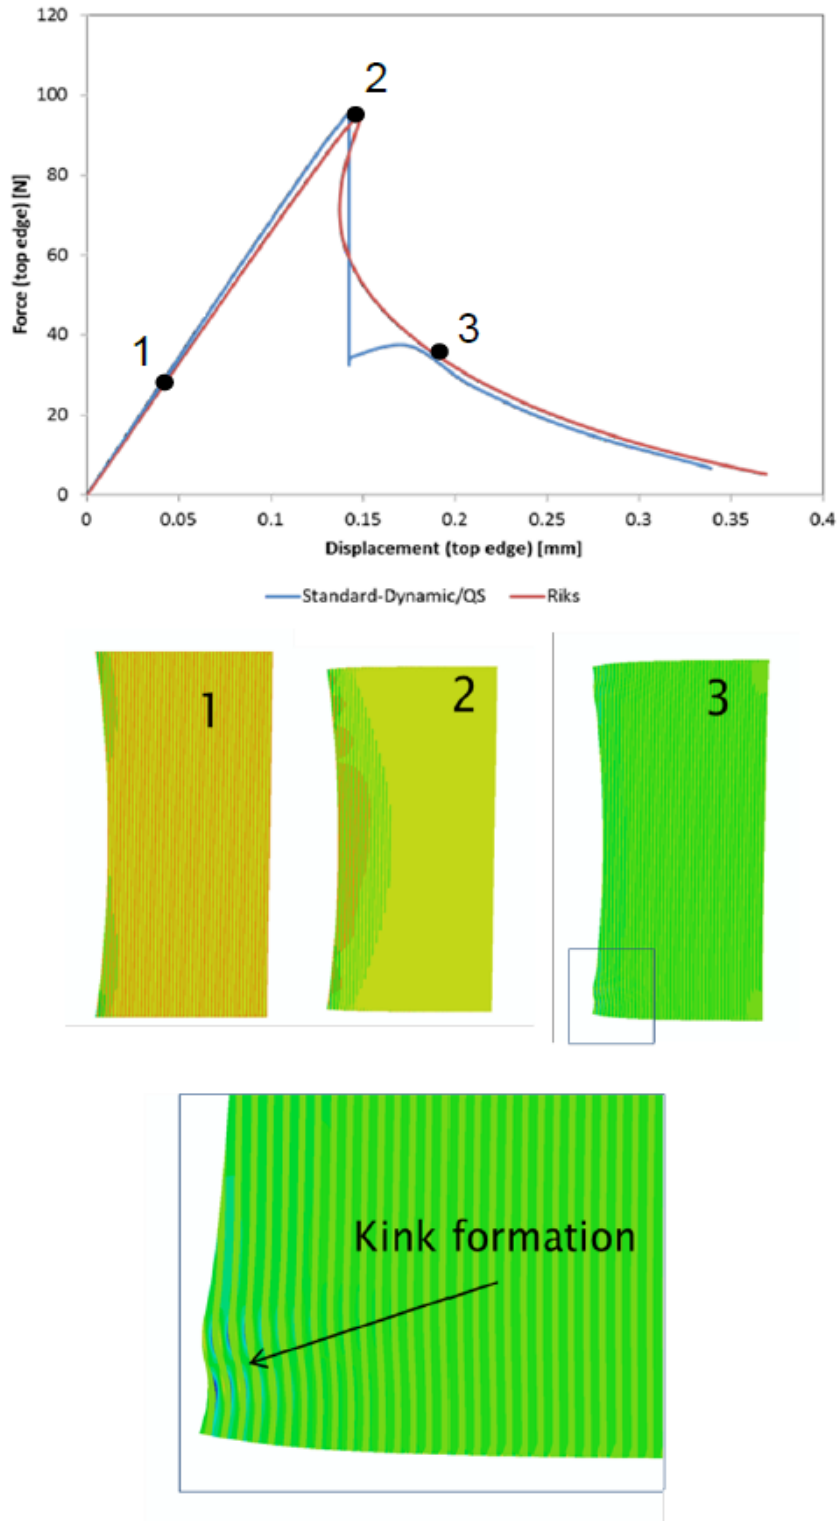 120
100
80
60
40
20
0
Force (top edge) [N]
1
2
3
0 0.05 0.1 0.15 0.2 0.25 0.3 0.35 0.4
Displacement (top edge) [mm]
Standard-Dynamic/QS Riks
1 2 3
Kink formation